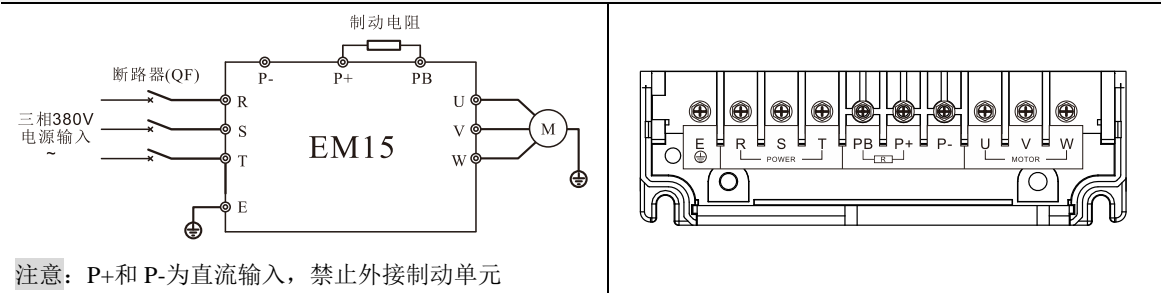 制动电阻
断路器(QF)
P- P+ PB
R U
三相380V
电源输入
~
S EM15 V M
T W
E
注意：P+和 P-为直流输入，禁止外接制动单元
E R S T PB P+ P- U V W
POWER R MOTOR